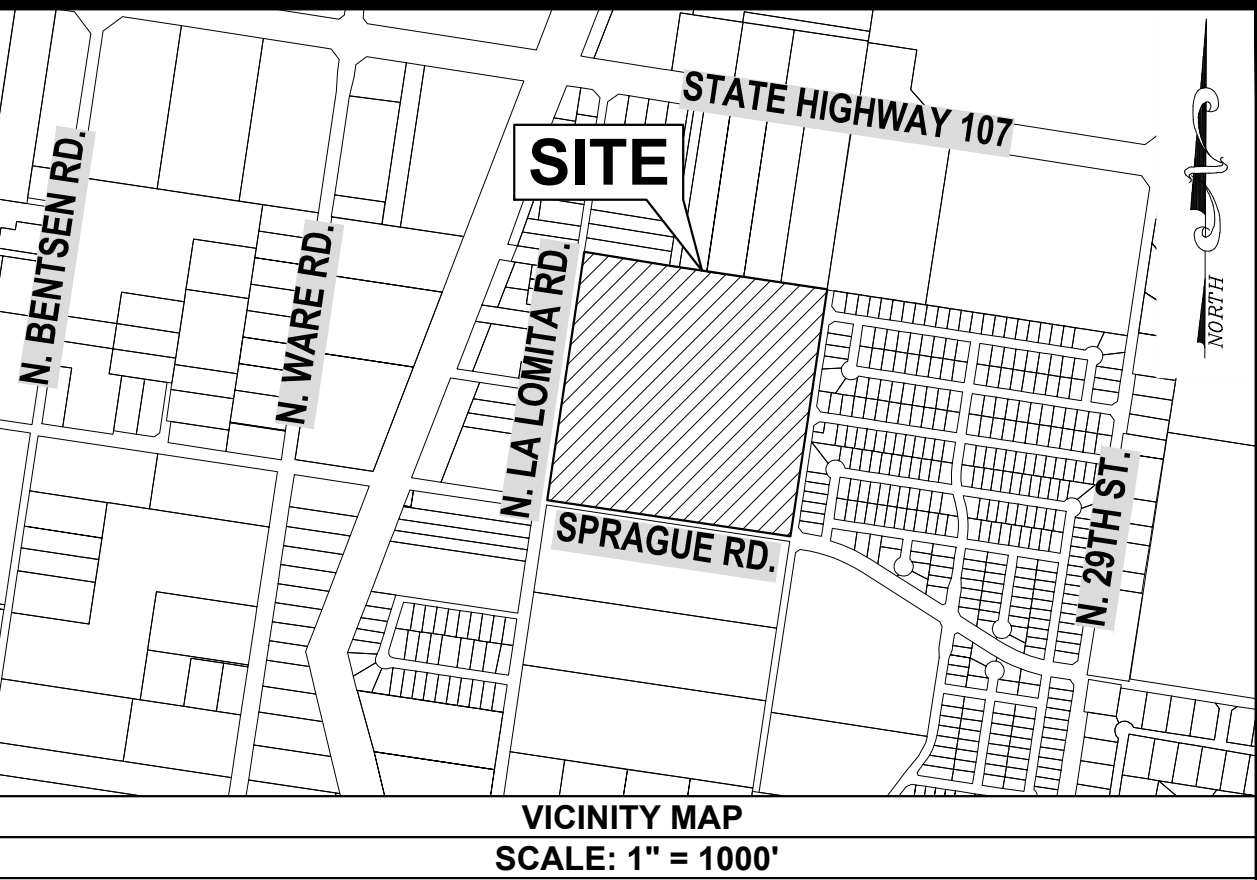 STATE HIGHWAY 107
SITE
N. BENTSEN RD.
N. WARE RD.
N. LA LOMITA RD.
NORTH
SPRAGUE RD.
N. 29TH ST.
VICINITY MAP
SCALE: 1" = 1000'